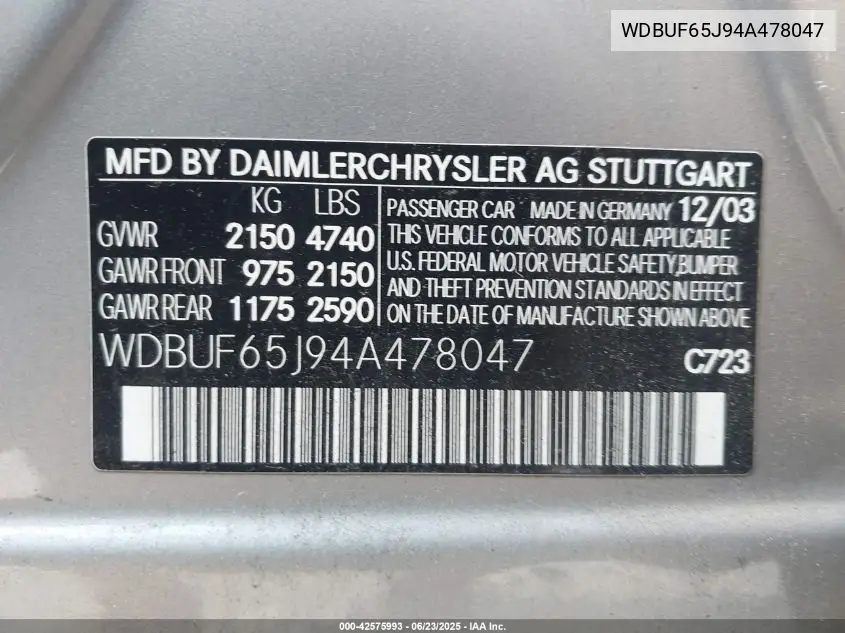 WDBUF65J94A478047
MFD BY DAIMLERCHRYSLER AG STUTTGART
KG LBS
GVWR 2150 4740
GAWR FRONT 975 2150
GAWR REAR 1175 2590
PASSENGER CAR MADE IN GERMANY 12/03
THIS VEHICLE CONFORMS TO ALL APPLICABLE
U.S. FEDERAL MOTOR VEHICLE SAFETY,BUMPER
AND THEFT PREVENTION STANDARDS IN EFFECT
ON THE DATE OF MANUFACTURE SHOWN ABOVE
WDBUF65J94A478047 C723
000-42575993 - 06/23/2025 - IAA Inc.